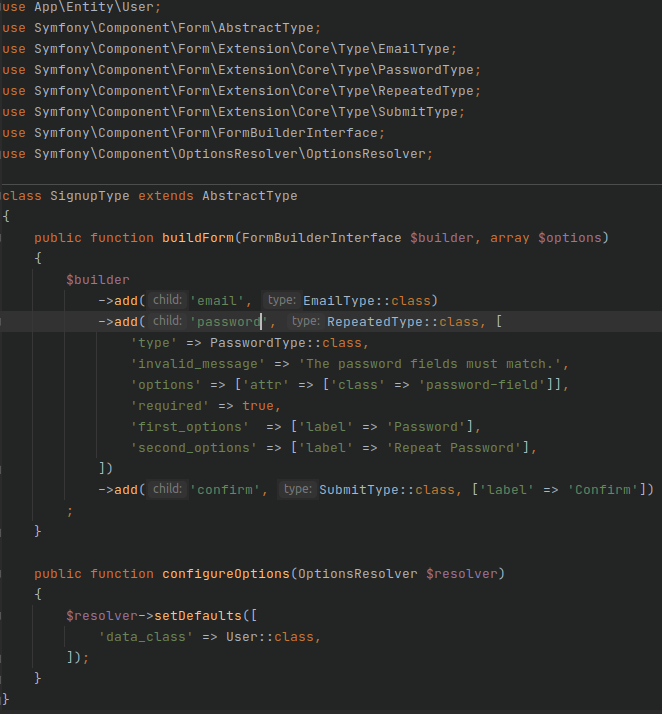 use App\Entity\User;
use Symfony\Component\Form\AbstractType;
use Symfony\Component\Form\Extension\Core\Type\EmailType;
use Symfony\Component\Form\Extension\Core\Type\PasswordType;
use Symfony\Component\Form\Extension\Core\Type\RepeatedType;
use Symfony\Component\Form\Extension\Core\Type\SubmitType;
use Symfony\Component\Form\FormBuilderInterface;
use Symfony\Component\OptionsResolver\OptionsResolver;
class SignupType extends AbstractType
{
    public function buildForm(FormBuilderInterface $builder, array $options)
    {
        $builder
            ->add( child: 'email', type: EmailType::class)
            ->add( child: 'password', type: RepeatedType::class, [
                'type' => PasswordType::class,
                'invalid_message' => 'The password fields must match.',
                'options' => ['attr' => ['class' => 'password-field']],
                'required' => true,
                'first_options'  => ['label' => 'Password'],
                'second_options' => ['label' => 'Repeat Password'],
            ])
            ->add( child: 'confirm', type: SubmitType::class, ['label' => 'Confirm'])
        ;
    }
    public function configureOptions(OptionsResolver $resolver)
    {
        $resolver->setDefaults([
            'data_class' => User::class,
        ]);
    }
}